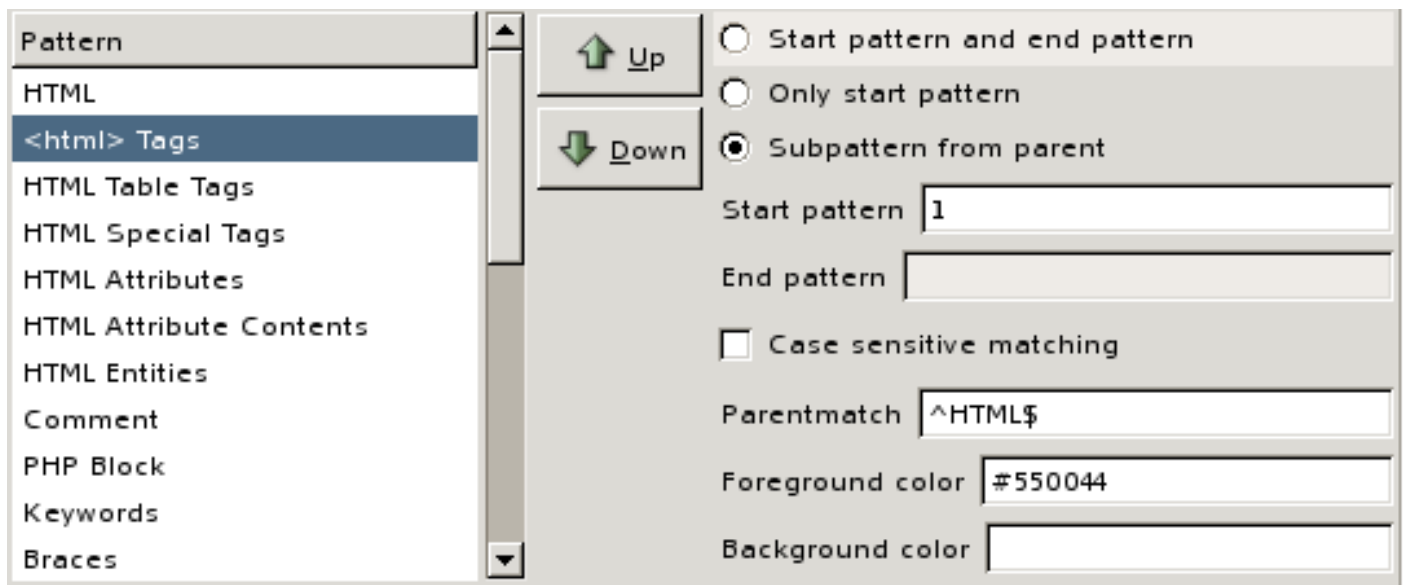 Pattern
HTML
<html> Tags
HTML Table Tags
HTML Special Tags
HTML Attributes
HTML Attribute Contents
HTML Entities
Comment
PHP Block
Keywords
Braces
Up
Down
Start pattern and end pattern
Only start pattern
Subpattern from parent
Start pattern 1
End pattern
Case sensitive matching
Parentmatch ^HTML$
Foreground color #550044
Background color